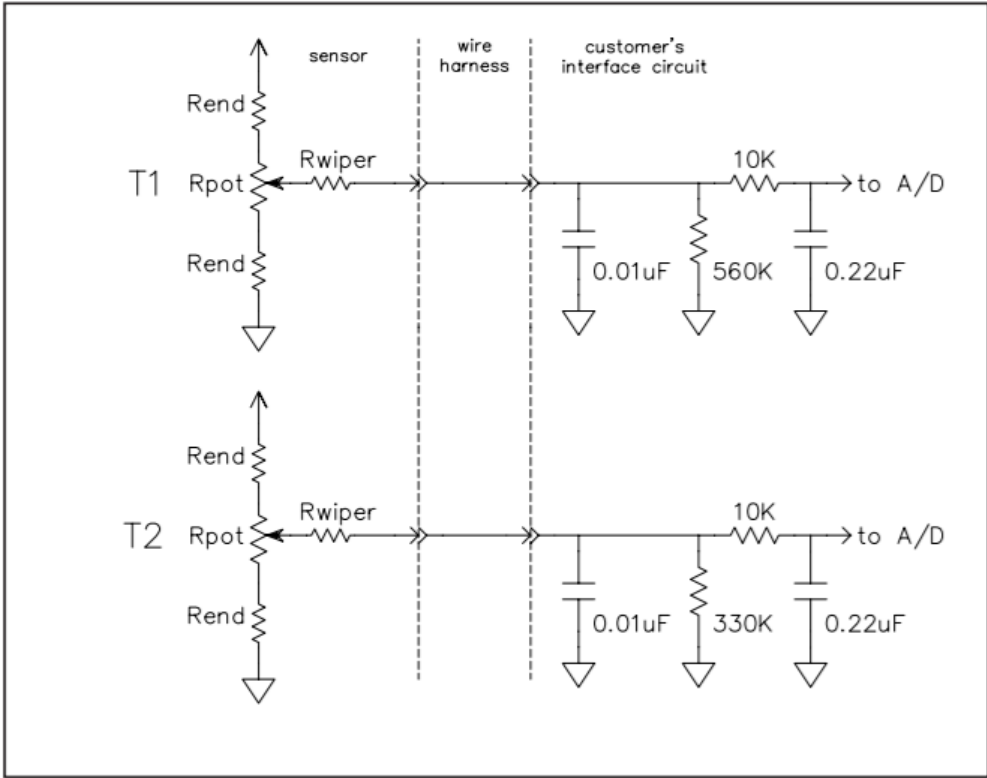 sensor
wire
harness
customer's
interface circuit
Rend
Rwiper
10K
T1
Rpot
to A/D
Rend
0.01uF
560K
0.22uF
Rend
Rwiper
10K
T2
Rpot
to A/D
Rend
0.01uF
330K
0.22uF